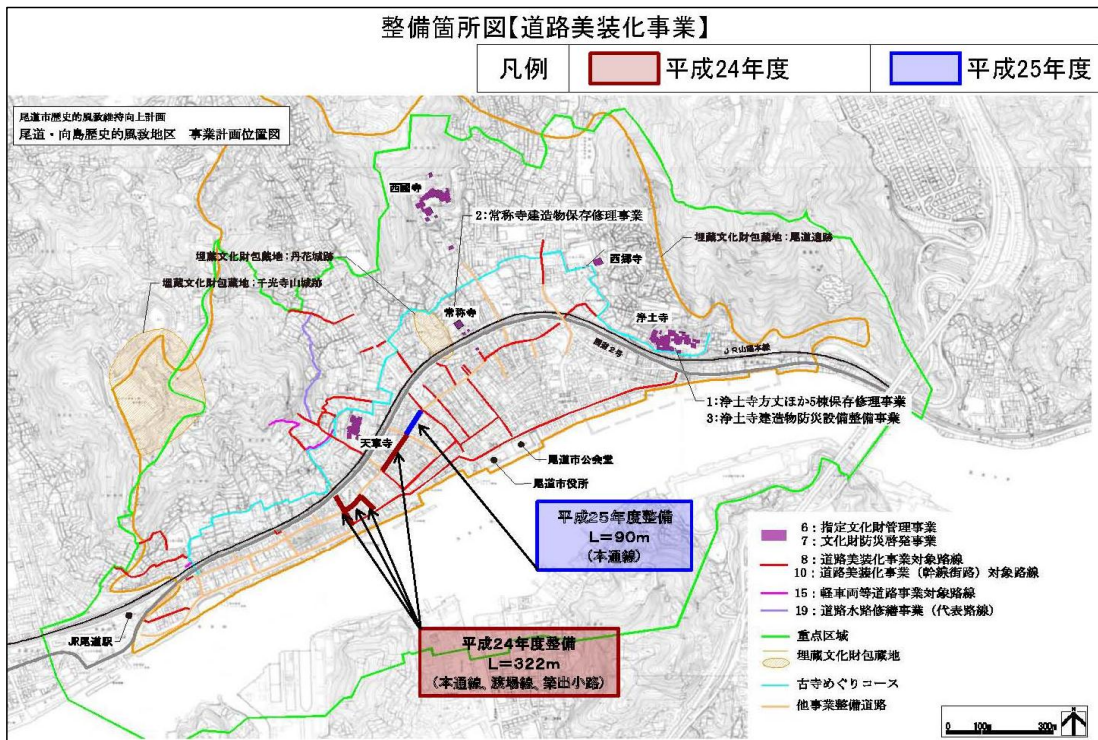 整備箇所図【道路美装化事業】
凡例
平成24年度
平成25年度
尾道市歴史的風致維持向上計画
尾道・向島歴史的風致地区 事業計画位置図
西國寺
2:常称寺建造物保存修理事業
埋蔵文化財包蔵地:丹花城跡
埋蔵文化財包蔵地:千光寺山城跡
西郷寺
埋蔵文化財包蔵地:尾道遺跡
常称寺
浄土寺
国道2号
JR山陽本線
1:浄土寺方丈ほか5棟保存修理事業
3:浄土寺建造物防災設備整備事業
天寧寺
尾道市公会堂
尾道市役所
平成25年度整備
L=90m
(本通線)
JR尾道駅
平成24年度整備
L=322m
(本通線、渡場線、築出小路)
6:指定文化財管理事業
7:文化財防災啓発事業
8:道路美装化事業対象路線
10:道路美装化事業(幹線街路)対象路線
15:軽車両等道路事業対象路線
19:道路水路修繕事業(代表路線)
重点区域
埋蔵文化財包蔵地
古寺めぐりコース
他事業整備道路
0 100m 300m
N